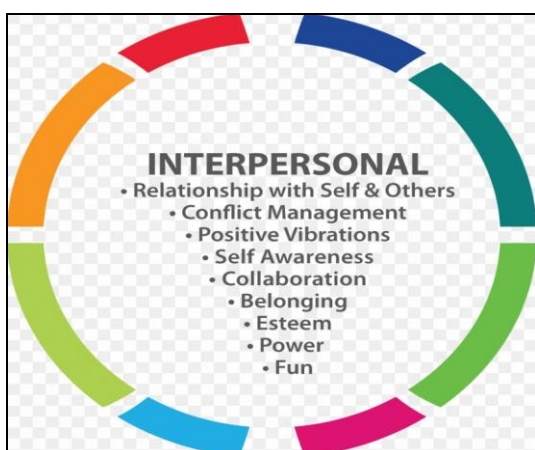 INTERPERSONAL
• Relationship with Self & Others
• Conflict Management
• Positive Vibrations
• Self Awareness
• Collaboration
• Belonging
• Esteem
• Power
• Fun